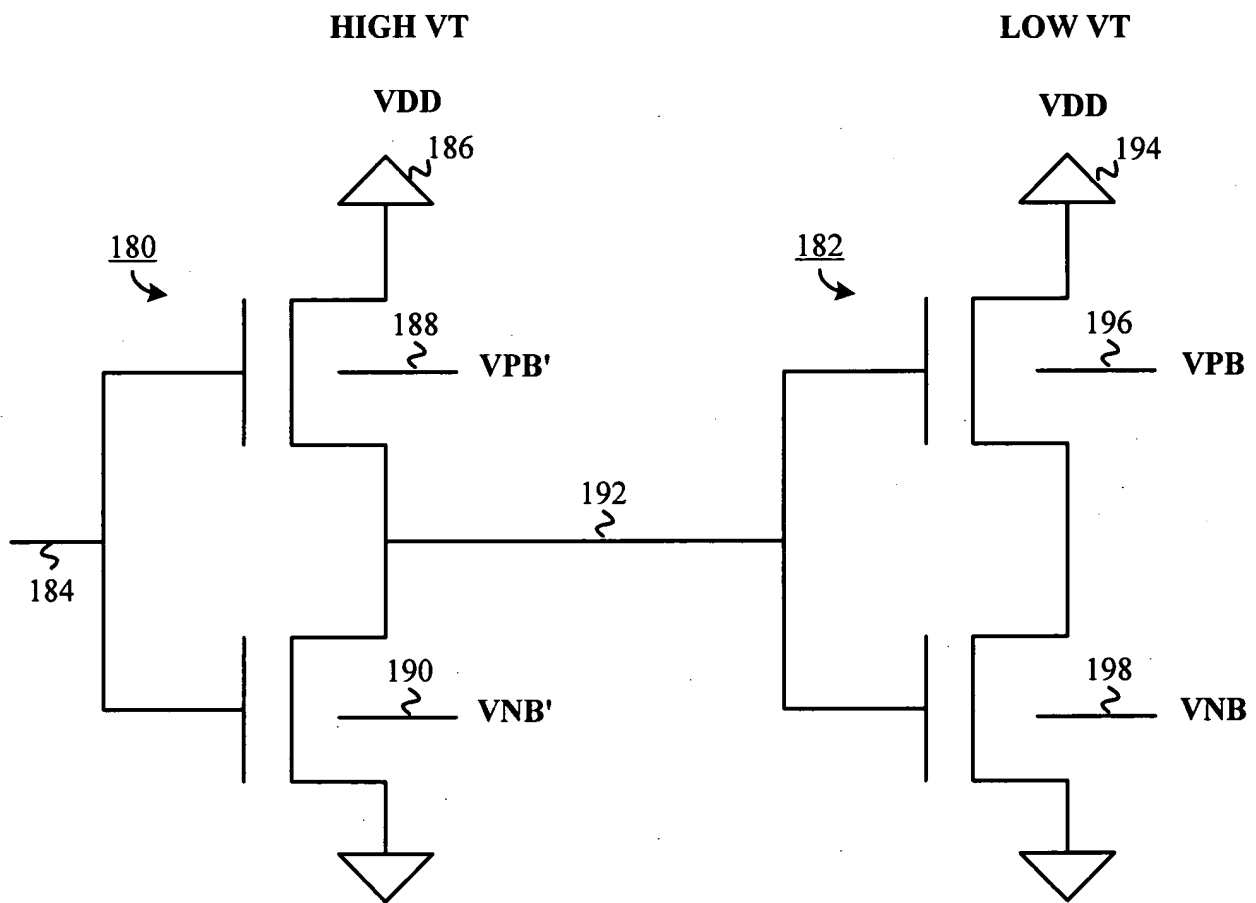 HIGH VT
LOW VT
VDD
VDD
186
194
180
182
188
196
VPB'
VPB
192
184
190
198
VNB'
VNB